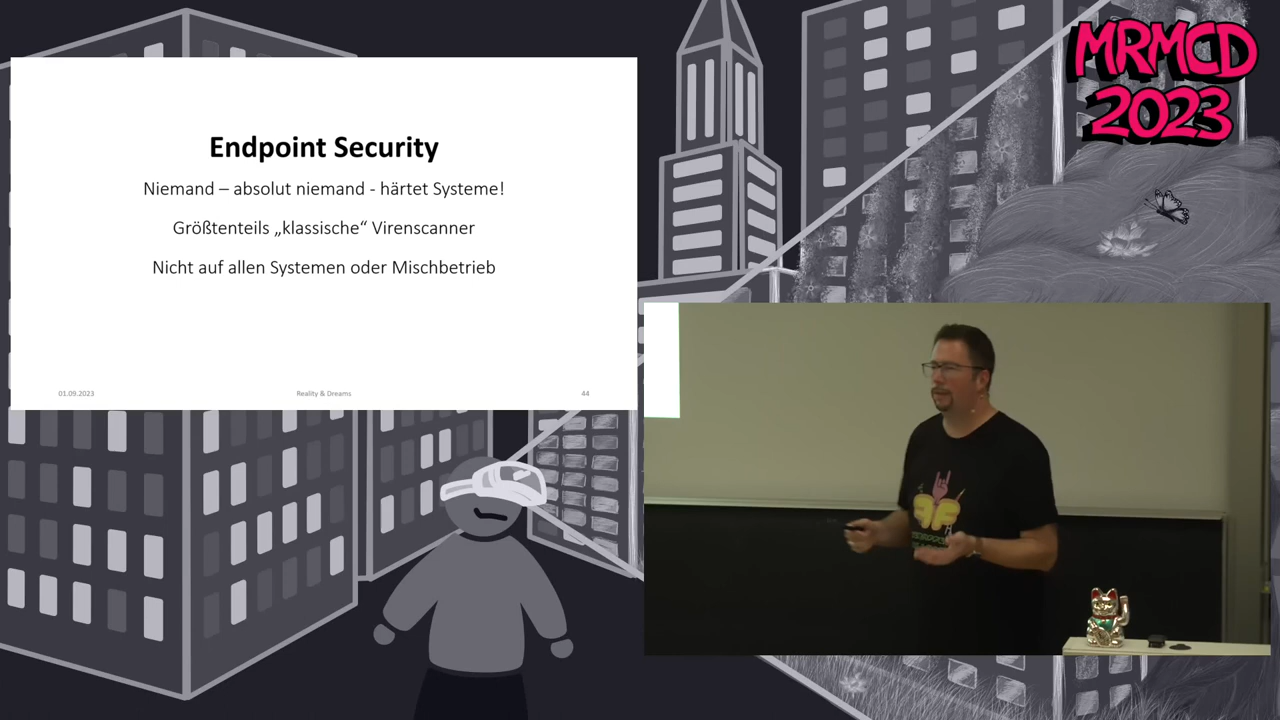 MRMCD
2023
Endpoint Security
Niemand – absolut niemand - härtet Systeme!
Größtenteils „klassische“ Virenscanner
Nicht auf allen Systemen oder Mischbetrieb
01.09.2023 Reality & Dreams 44